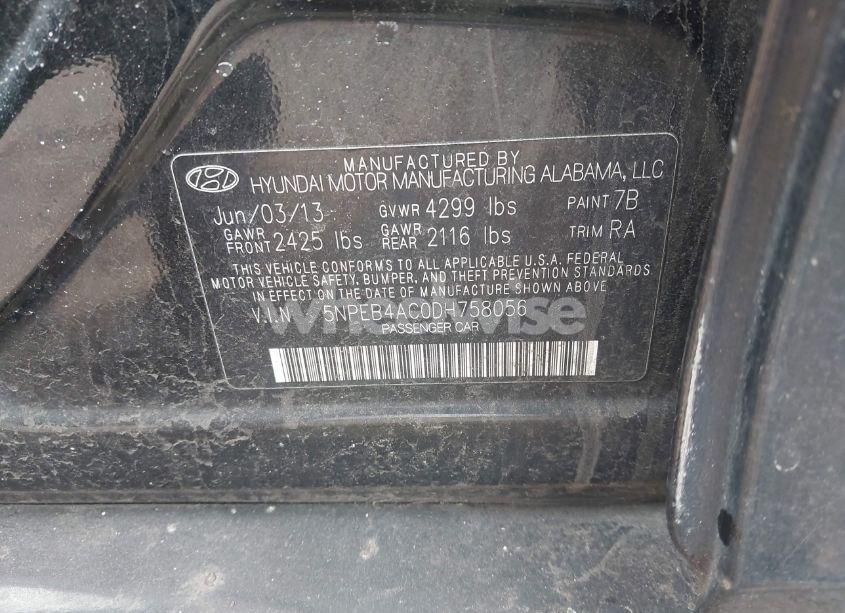 MANUFACTURED BY
HYUNDAI MOTOR MANUFACTURING ALABAMA, LLC
Jun/03/13 GVWR 4299 lbs PAINT 7B
GAWR FRONT 2425 lbs GAWR REAR 2116 lbs TRIM RA
THIS VEHICLE CONFORMS TO ALL APPLICABLE U.S.A. FEDERAL
MOTOR VEHICLE SAFETY, BUMPER, AND THEFT PREVENTION STANDARDS
IN EFFECT ON THE DATE OF MANUFACTURE SHOWN ABOVE
V.I.N. 5NPEB4AC0DH758056
PASSENGER CAR